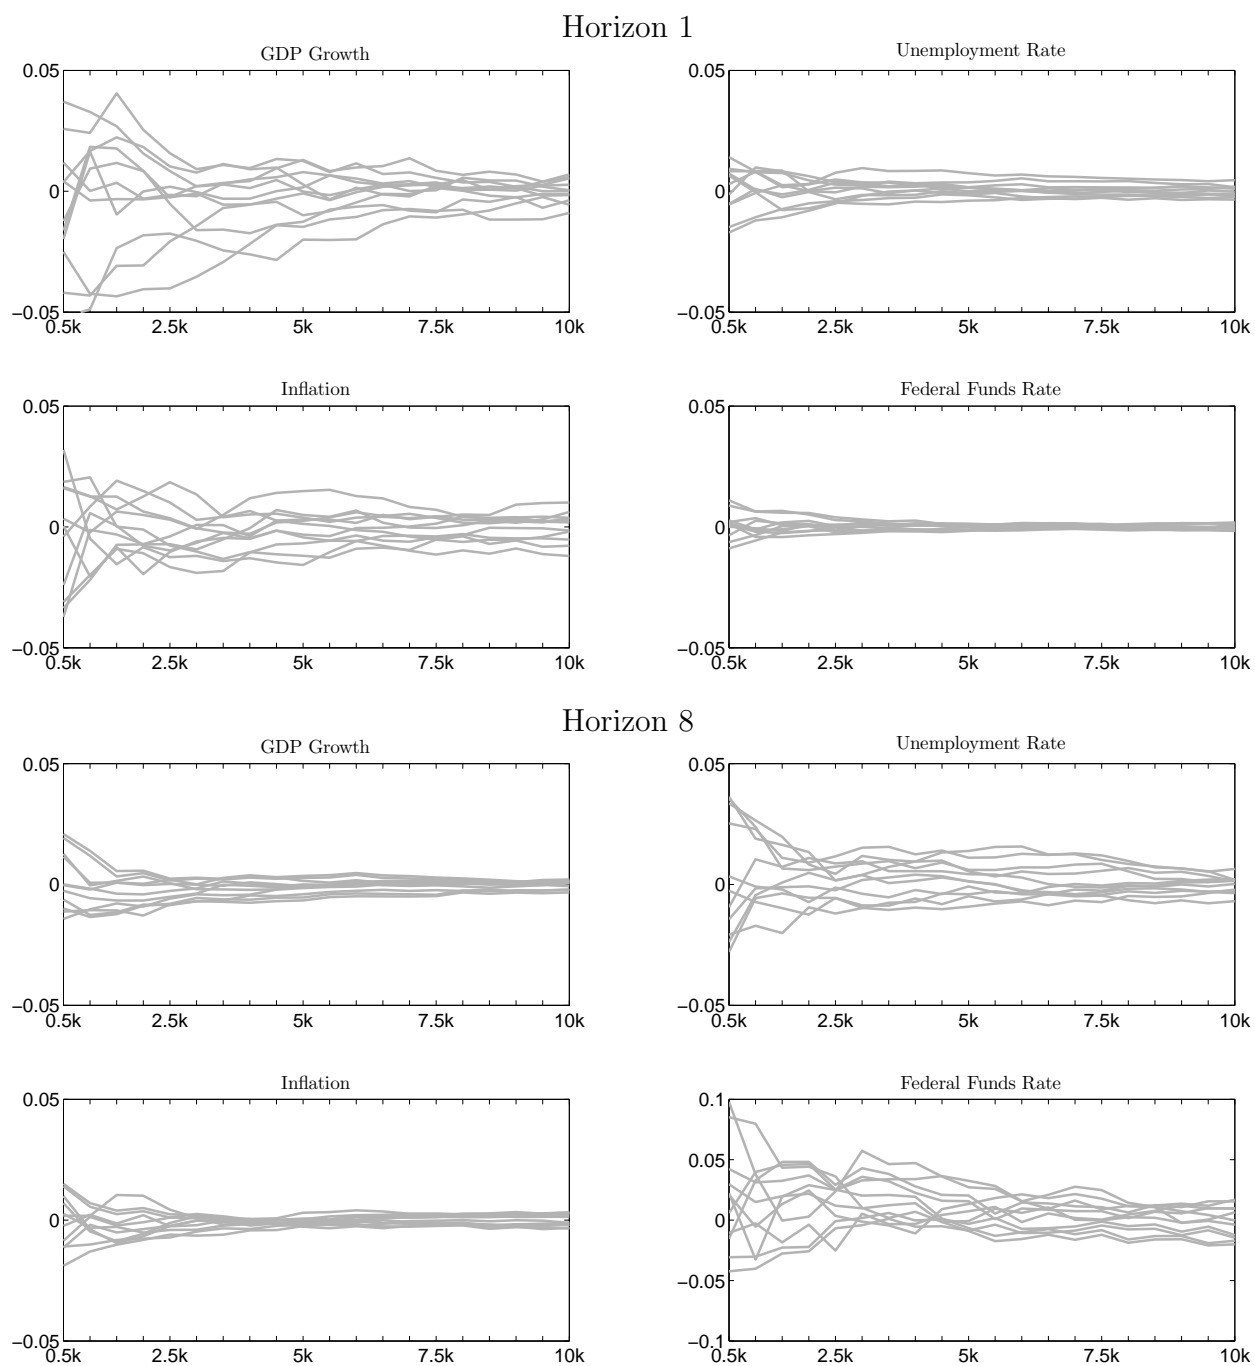 Horizon 1
GDP Growth
Unemployment Rate
0.05
0
−0.05
0.5k 2.5k 5k 7.5k 10k
0.05
0
−0.05
0.5k 2.5k 5k 7.5k 10k
Inflation
Federal Funds Rate
0.05
0
−0.05
0.5k 2.5k 5k 7.5k 10k
0.05
0
−0.05
0.5k 2.5k 5k 7.5k 10k
Horizon 8
GDP Growth
Unemployment Rate
0.05
0
−0.05
0.5k 2.5k 5k 7.5k 10k
0.05
0
−0.05
0.5k 2.5k 5k 7.5k 10k
Inflation
Federal Funds Rate
0.05
0
−0.05
0.5k 2.5k 5k 7.5k 10k
0.1
0.05
0
−0.05
−0.1
0.5k 2.5k 5k 7.5k 10k